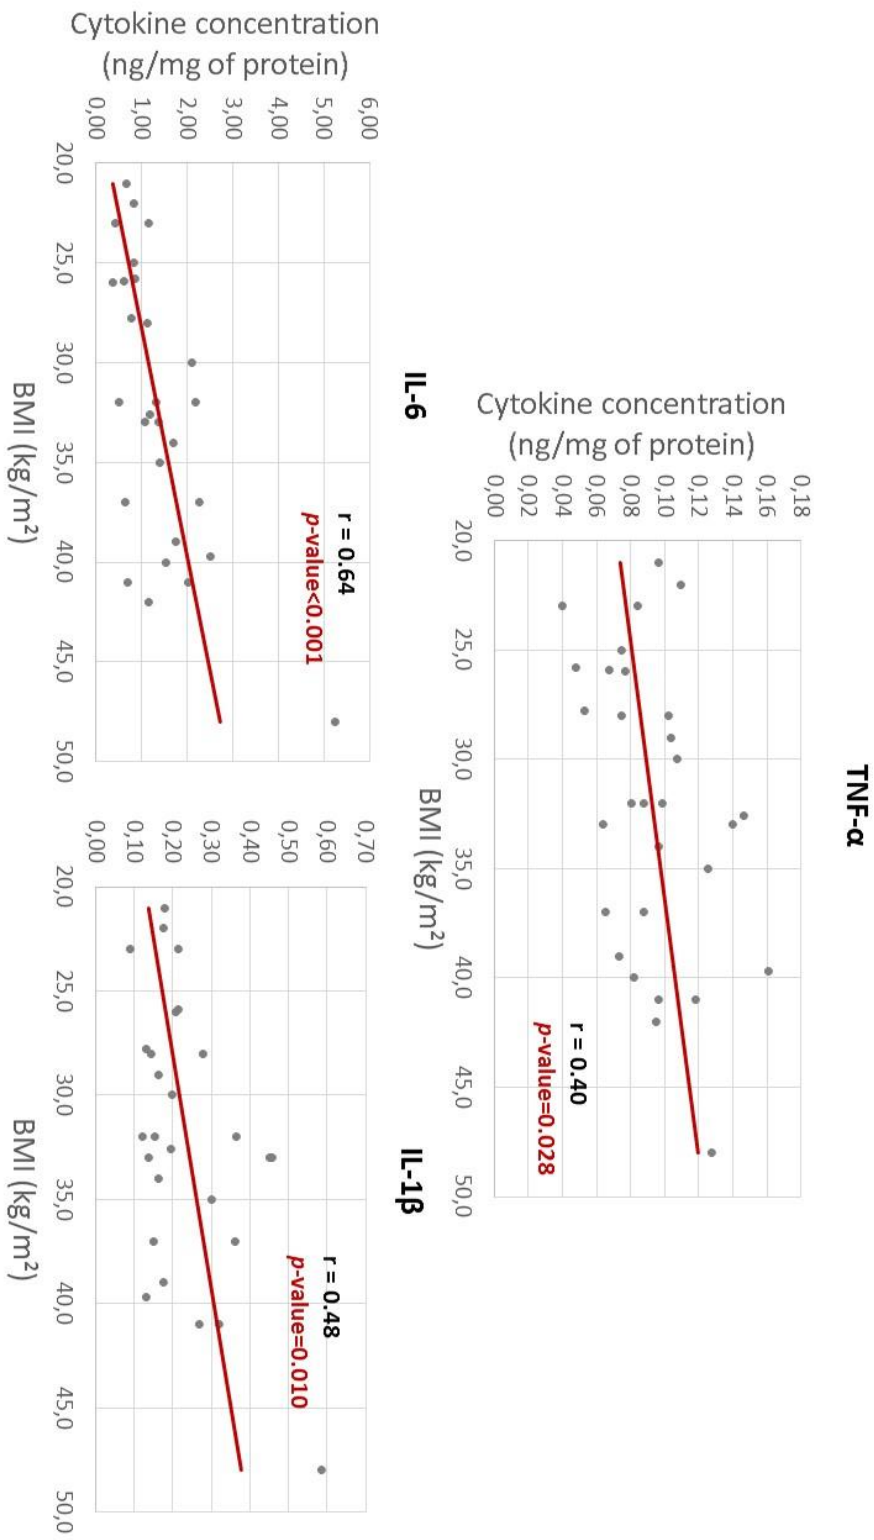 TNF-α
Cytokine concentration
(ng/mg of protein)
0,18
0,16
0,14
0,12
0,10
0,08
0,06
0,04
0,02
0,00
20,0 25,0 30,0 35,0 40,0 45,0 50,0
BMI (kg/m²)
r = 0.40
p-value=0.028
IL-6
Cytokine concentration
(ng/mg of protein)
6,00
5,00
4,00
3,00
2,00
1,00
0,00
20,0 25,0 30,0 35,0 40,0 45,0 50,0
BMI (kg/m²)
r = 0.64
p-value<0.001
IL-1β
0,70
0,60
0,50
0,40
0,30
0,20
0,10
0,00
20,0 25,0 30,0 35,0 40,0 45,0 50,0
BMI (kg/m²)
r = 0.48
p-value=0.010